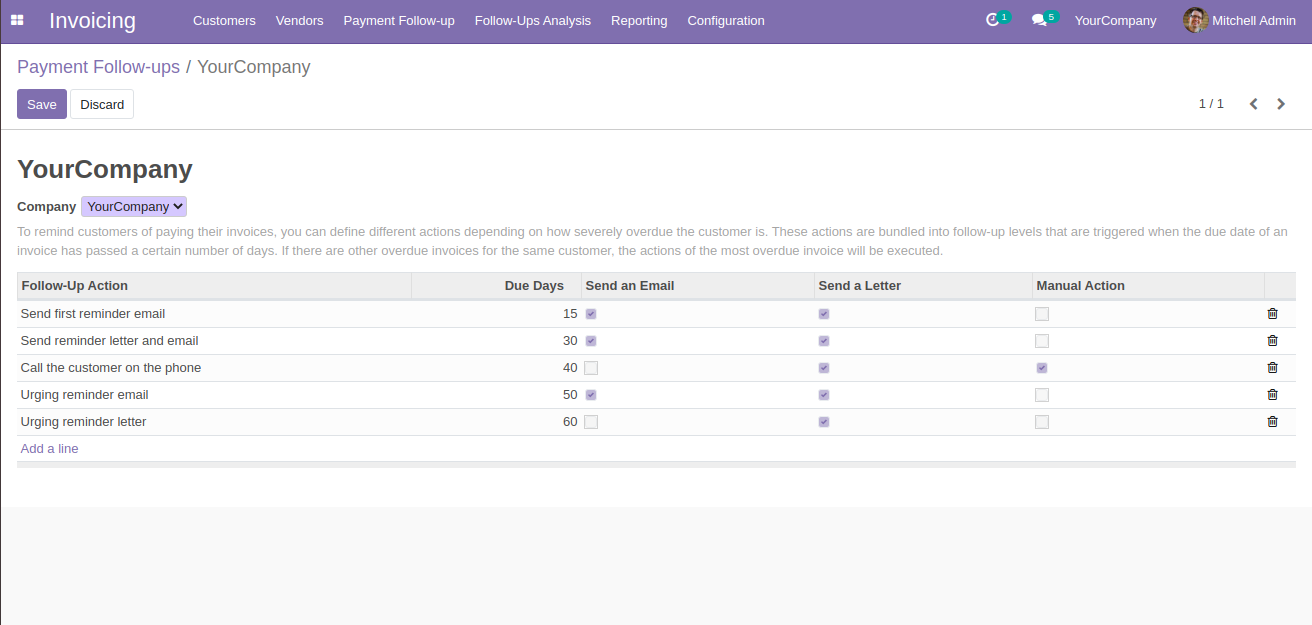 Invoicing Customers Vendors Payment Follow-up Follow-Ups Analysis Reporting Configuration 1 5 YourCompany Mitchell Admin
Payment Follow-ups / YourCompany
Save Discard 1 / 1
YourCompany
Company YourCompany
To remind customers of paying their invoices, you can define different actions depending on how severely overdue the customer is. These actions are bundled into follow-up levels that are triggered when the due date of an
invoice has passed a certain number of days. If there are other overdue invoices for the same customer, the actions of the most overdue invoice will be executed.
Follow-Up Action Due Days Send an Email Send a Letter Manual Action
Send first reminder email 15
Send reminder letter and email 30
Call the customer on the phone 40
Urging reminder email 50
Urging reminder letter 60
Add a line